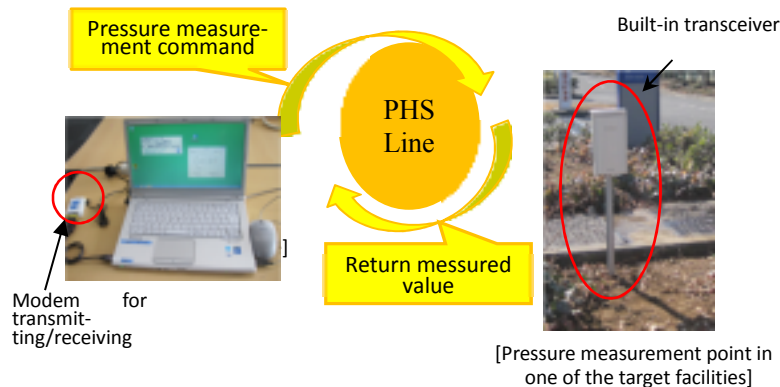 Pressure measure-
ment command
Built-in transceiver
PHS
Line
]
Return messured
value
Modem for
transmit-
ting/receiving
[Pressure measurement point in
one of the target facilities]